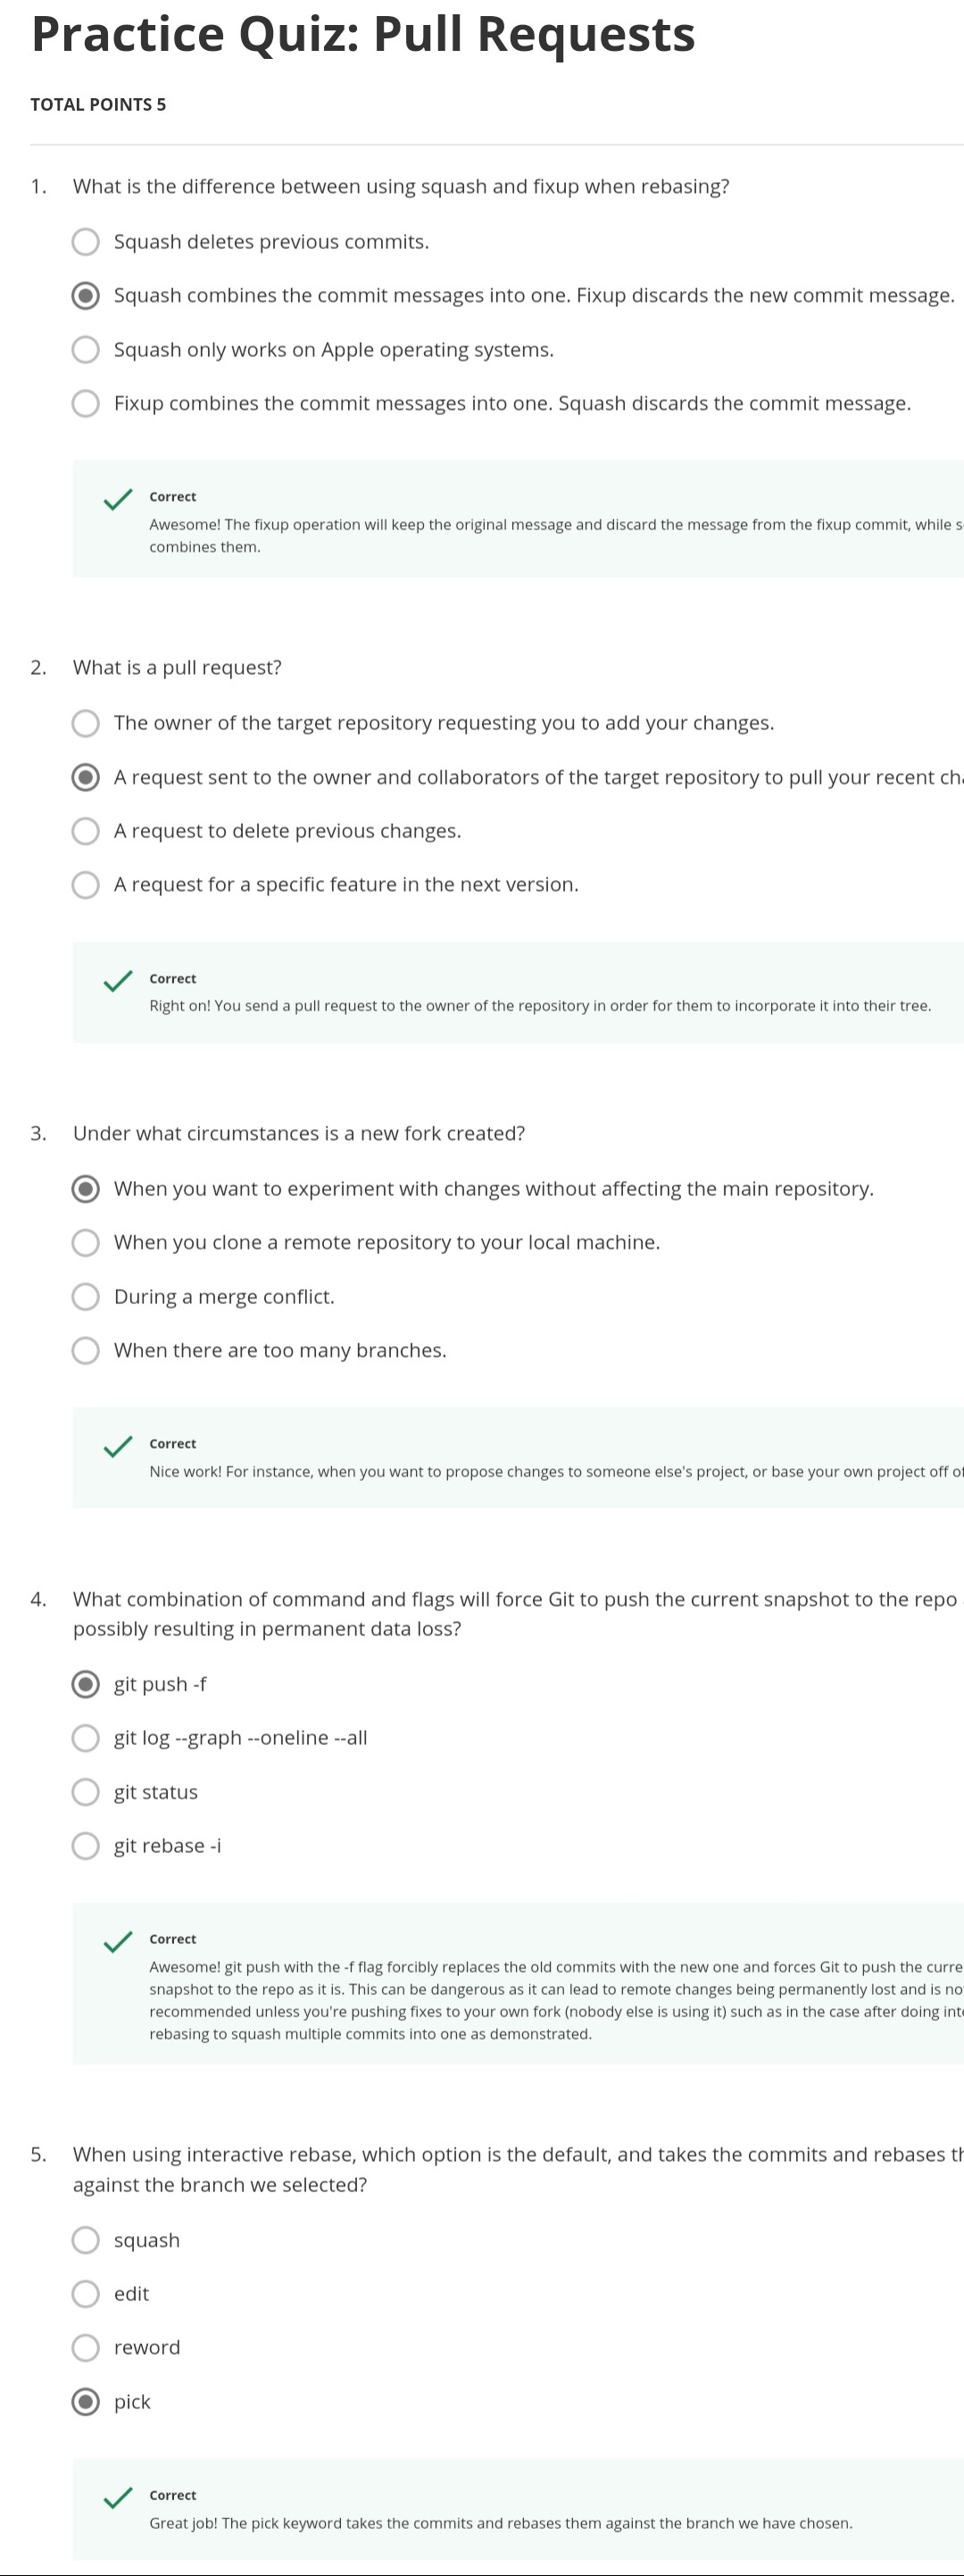 Practice Quiz: Pull Requests
TOTAL POINTS 5
1. What is the difference between using squash and fixup when rebasing?
Squash deletes previous commits.
Squash combines the commit messages into one. Fixup discards the new commit message.
Squash only works on Apple operating systems.
Fixup combines the commit messages into one. Squash discards the commit message.
Correct
Awesome! The fixup operation will keep the original message and discard the message from the fixup commit, while
combines them.
2. What is a pull request?
The owner of the target repository requesting you to add your changes.
A request sent to the owner and collaborators of the target repository to pull your recent
A request to delete previous changes.
A request for a specific feature in the next version.
Correct
Right on! You send a pull request to the owner of the repository in order for them to incorporate it into their tree.
3. Under what circumstances is a new fork created?
When you want to experiment with changes without affecting the main repository.
When you clone a remote repository to your local machine.
During a merge conflict.
When there are too many branches.
Correct
Nice work! For instance, when you want to propose changes to someone else's project, or base your own project off
4. What combination of command and flags will force Git to push the current snapshot to the repo
possibly resulting in permanent data loss?
git push -f
git log --graph --oneline --all
git status
git rebase -i
Correct
Awesome! git push with the -f flag forcibly replaces the old commits with the new one and forces Git to push the
snapshot to the repo as it is. This can be dangerous as it can lead to remote changes being permanently lost and is
recommended unless you're pushing fixes to your own fork (nobody else is using it) such as in the case after doing
rebasing to squash multiple commits into one as demonstrated.
5. When using interactive rebase, which option is the default, and takes the commits and rebases
against the branch we selected?
squash
edit
reword
pick
Correct
Great job! The pick keyword takes the commits and rebases them against the branch we have chosen.